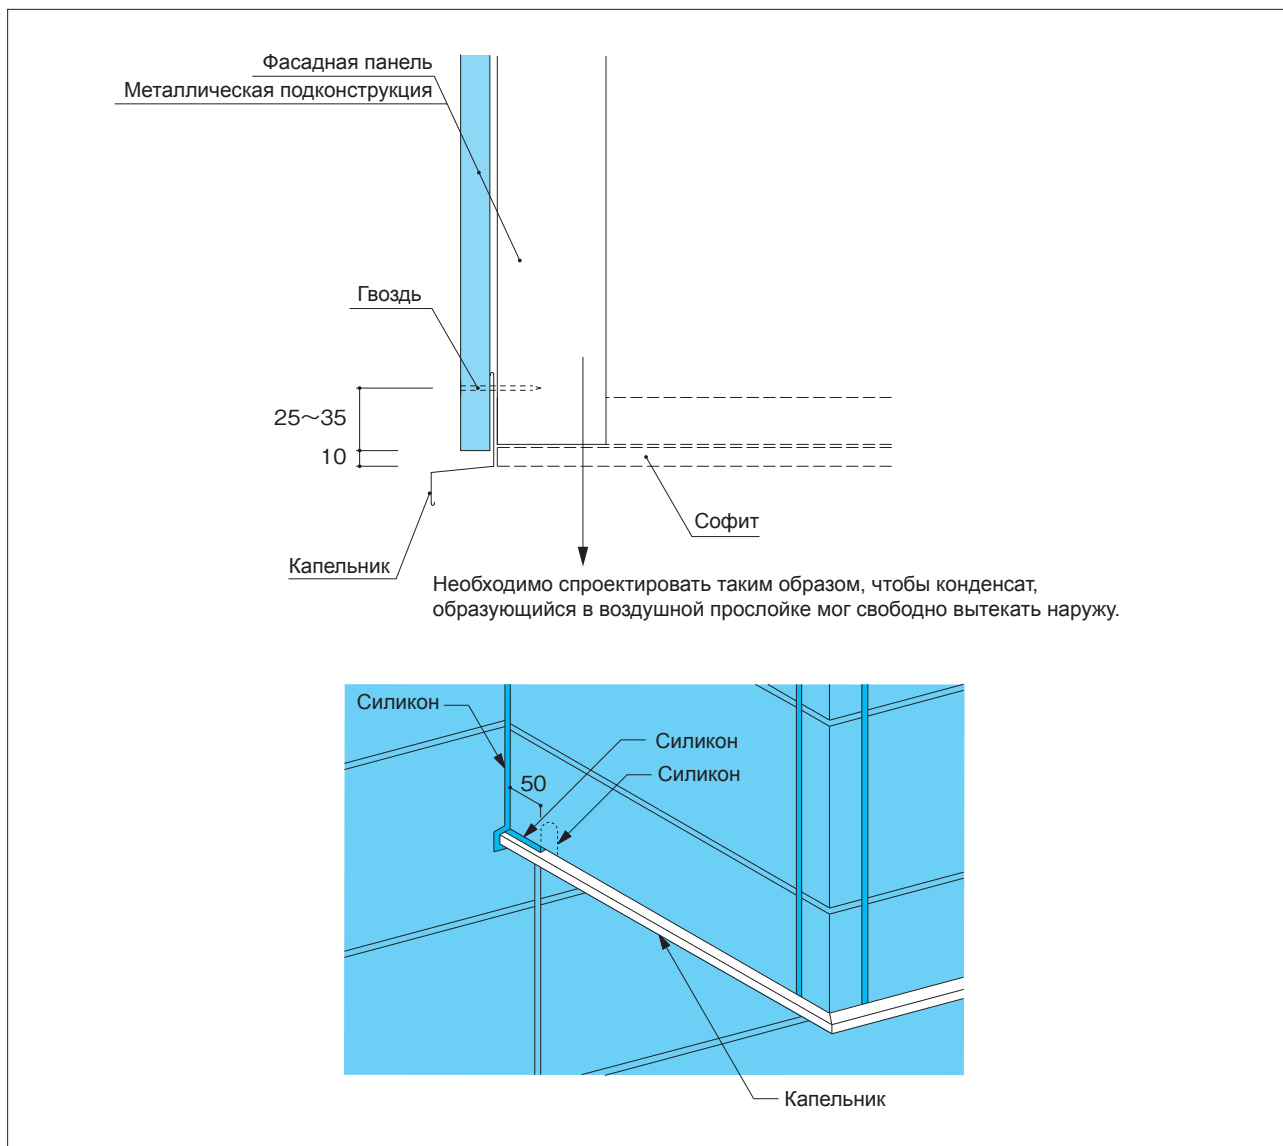 Фасадная панель
Металлическая подконструкция
Гвоздь
25～35
10
Софит
Капельник
Необходимо спроектировать таким образом, чтобы конденсат,
образующийся в воздушной прослойке мог свободно вытекать наружу.
Силикон
Силикон
Силикон
50
Капельник